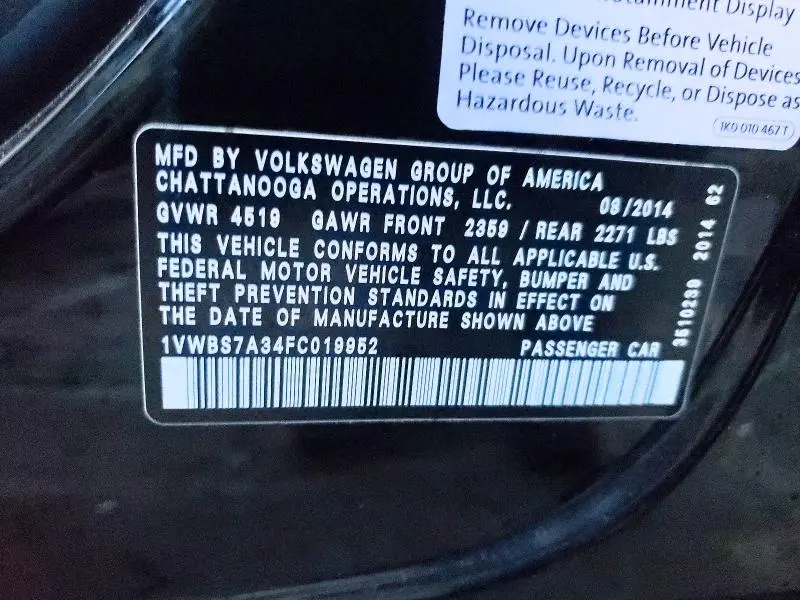 Display
Remove Devices Before Vehicle
Disposal. Upon Removal of Devices
Please Reuse, Recycle, or Dispose as
Hazardous Waste.
1K0 010 467 T
MFD BY VOLKSWAGEN GROUP OF AMERICA
CHATTANOOGA OPERATIONS, LLC. 08/2014
GVWR 4519 GAWR FRONT 2359 / REAR 2271 LBS
THIS VEHICLE CONFORMS TO ALL APPLICABLE U.S.
FEDERAL MOTOR VEHICLE SAFETY, BUMPER AND
THEFT PREVENTION STANDARDS IN EFFECT ON
THE DATE OF MANUFACTURE SHOWN ABOVE
1VWBS7A34FC019952 PASSENGER CAR
3510239 2014 62